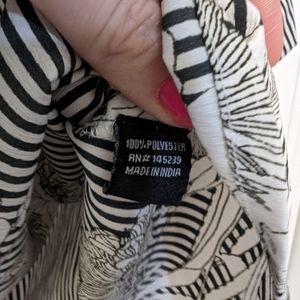 100% POLYESTER
RN# 145239
MADE IN INDIA